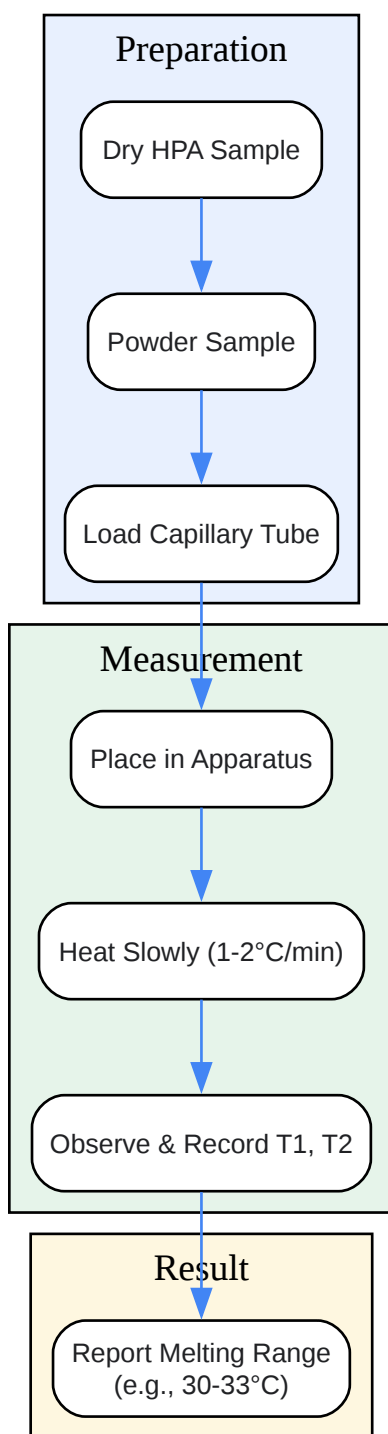 Preparation
Dry HPA Sample
Powder Sample
Load Capillary Tube
Measurement
Place in Apparatus
Heat Slowly (1-2°C/min)
Observe & Record T1, T2
Result
Report Melting Range
(e.g., 30-33°C)